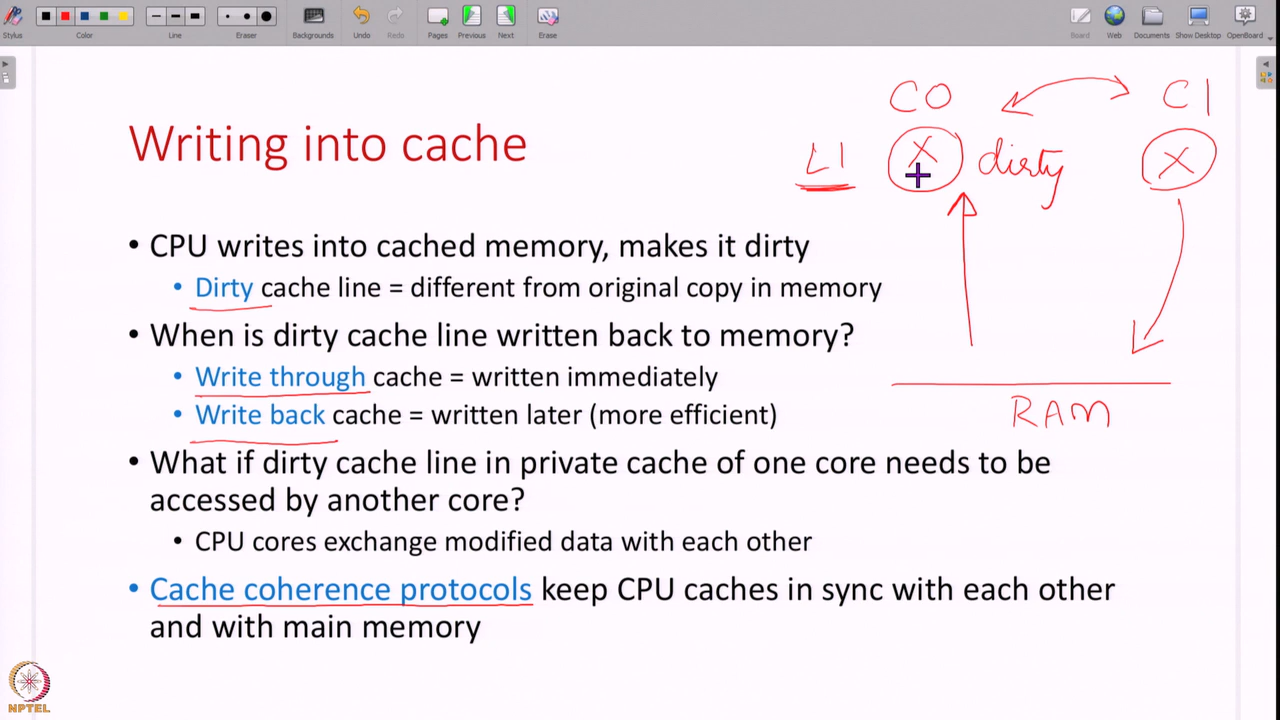 Stylus Color Line Eraser Backgrounds Undo Redo Pages Previous Next Erase Board Web Documents Show Desktop OpenBoard
C0 C1
Writing into cache
L1 X dirty X
• CPU writes into cached memory, makes it dirty
• Dirty cache line = different from original copy in memory
• When is dirty cache line written back to memory?
• Write through cache = written immediately
RAM
• Write back cache = written later (more efficient)
• What if dirty cache line in private cache of one core needs to be
accessed by another core?
• CPU cores exchange modified data with each other
• Cache coherence protocols keep CPU caches in sync with each other
and with main memory
NPTEL